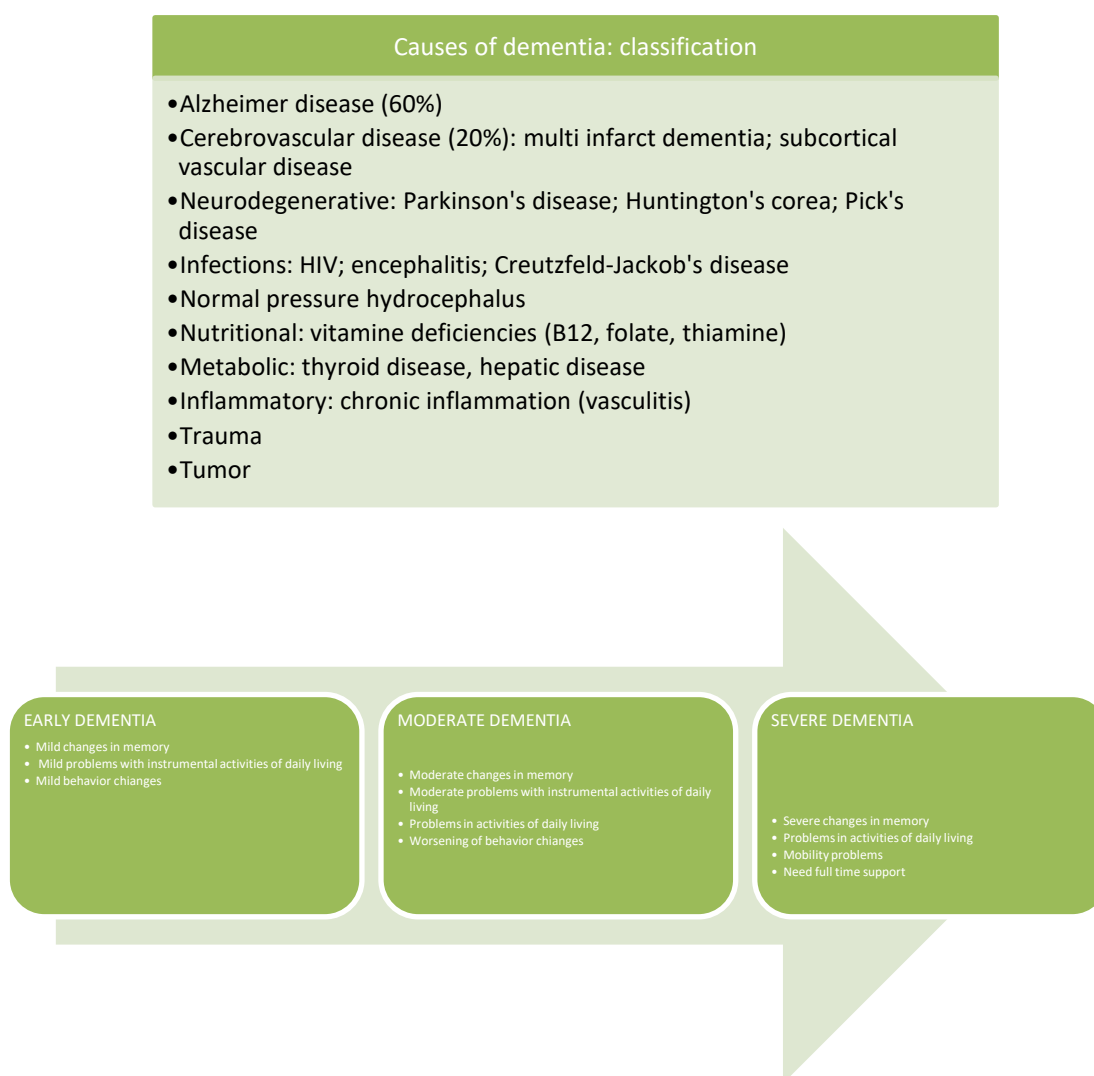 Causes of dementia: classification
•Alzheimer disease (60%)
•Cerebrovascular disease (20%): multi infarct dementia; subcortical
vascular disease
•Neurodegenerative: Parkinson's disease; Huntington's corea; Pick's
disease
•Infections: HIV; encephalitis; Creutzfeld-Jackob's disease
•Normal pressure hydrocephalus
•Nutritional: vitamine deficiencies (B12, folate, thiamine)
•Metabolic: thyroid disease, hepatic disease
•Inflammatory: chronic inflammation (vasculitis)
•Trauma
•Tumor
EARLY DEMENTIA
• Mild changes in memory
• Mild problems with instrumental activities of daily living
• Mild behavior chianges
MODERATE DEMENTIA
• Moderate changes in memory
• Moderate problems with instrumental activities of daily
living
• Problems in activities of daily living
• Worsening of behavior chianges
SEVERE DEMENTIA
• Severe changes in memory
• Problems in activities of daily living
• Mobility problems
• Need full time support